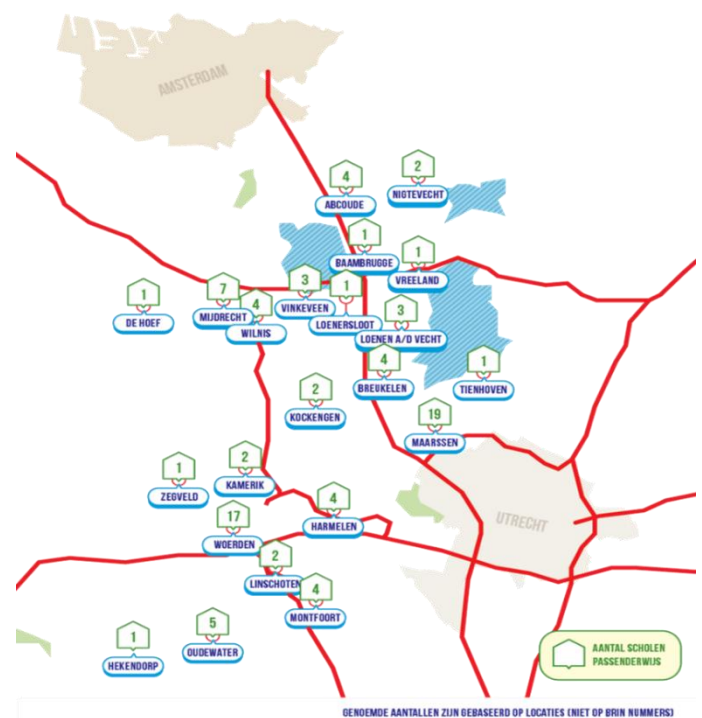 AMSTERDAM
4
ABCOUDE
2
NIGTEVECHT
1
BAAMBRUGGE
1
VREELAND
1
DE HOEF
7
MIJDRECHT
4
WILNIS
3
VINKEVEEN
1
LOENERSLOOT
3
LOENEN A/D VECHT
4
BREUKELEN
1
TIENHOVEN
2
KOCKENGEN
19
MAARSSEN
1
ZEGVELD
2
KAMERIK
17
WOERDEN
4
HARMELEN
UTRECHT
2
LINSCHOTEN
4
MONTFOORT
1
HEKENDORP
5
OUDEWATER
AANTAL SCHOLEN
PASSENDERWIJS
GENOEMDE AANTALLEN ZIJN GEBASEERD OP LOCATIES (NIET OP BRIN NUMMERS)